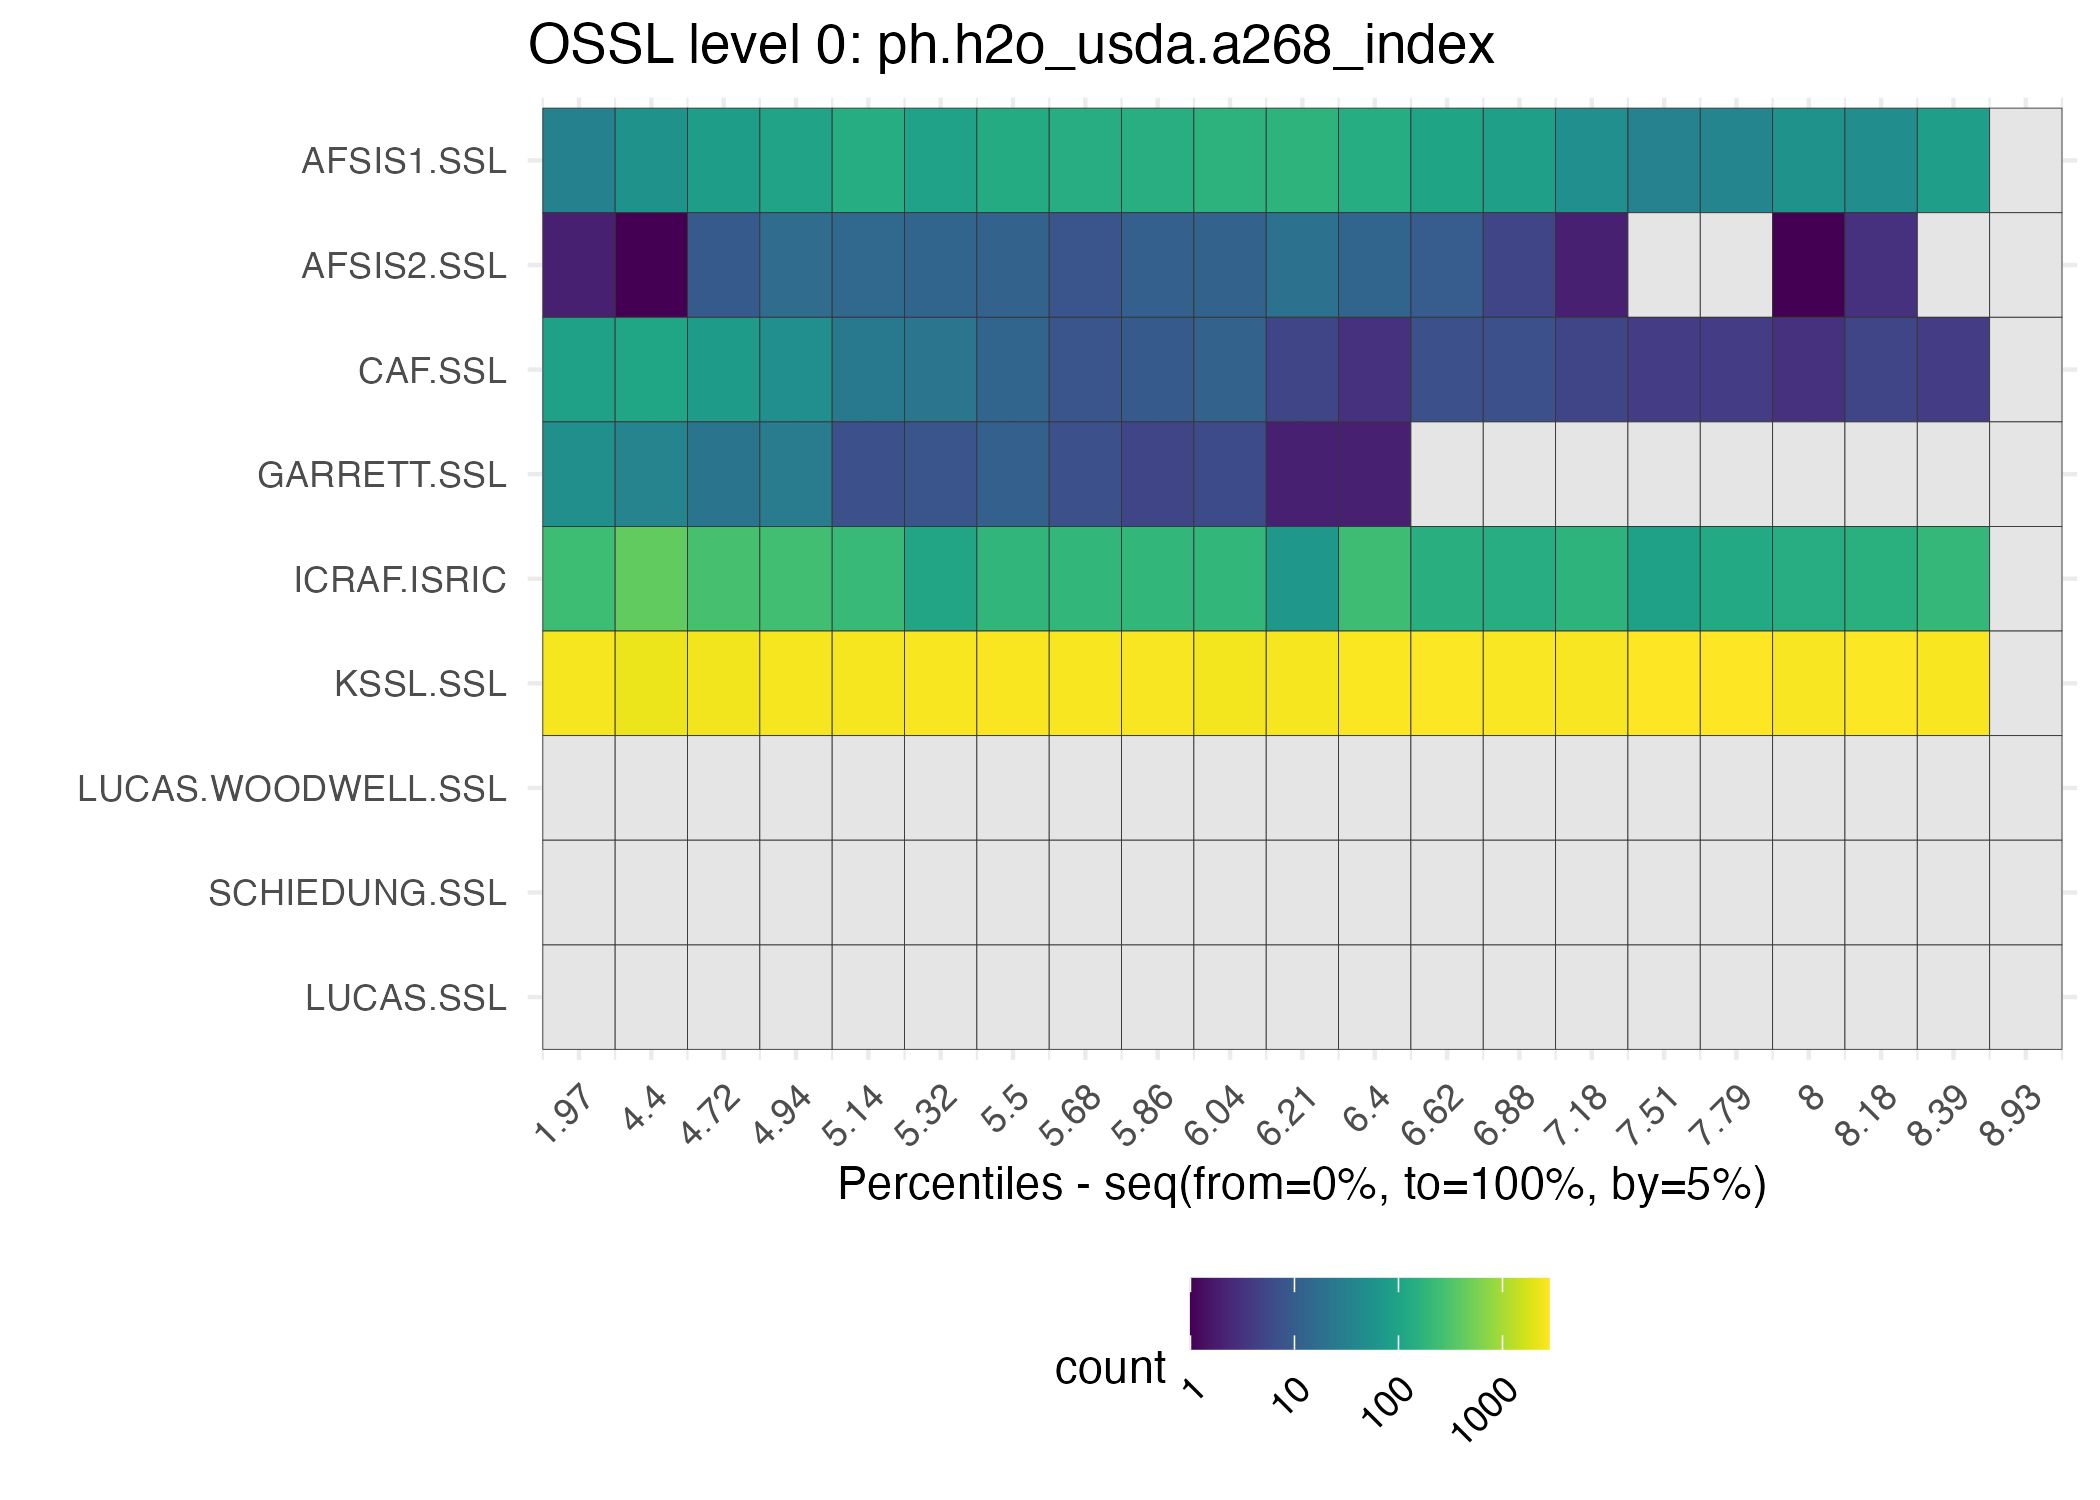 OSSL level 0: ph.h2o_usda.a268_index
AFSIS1.SSL
AFSIS2.SSL
CAF.SSL
GARRETT.SSL
ICRAF.ISRIC
KSSL.SSL
LUCAS.WOODWELL.SSL
SCHIEDUNG.SSL
LUCAS.SSL
1.97 4.4 4.72 4.94 5.14 5.32 5.5 5.68 5.86 6.04 6.21 6.4 6.62 6.88 7.18 7.51 7.79 8 8.18 8.39 8.93
Percentiles - seq(from=0%, to=100%, by=5%)
count
1 10 100 1000